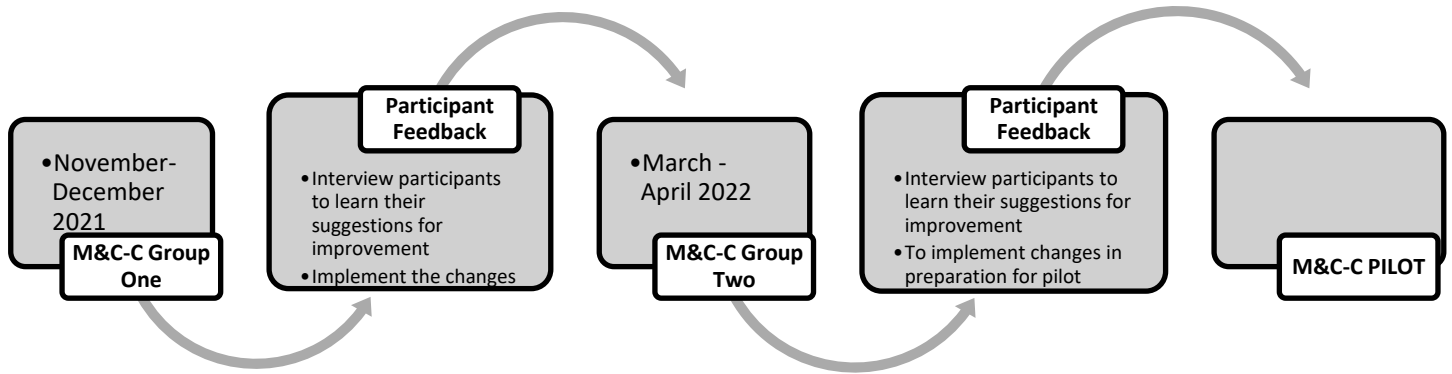 •November-
December
2021
M&C-C Group
One
Participant
Feedback
•Interview participants
to learn their
suggestions for
improvement
•Implement the changes
•March -
April 2022
M&C-C Group
Two
Participant
Feedback
•Interview participants to
learn their suggestions for
improvement
•To implement changes in
preparation for pilot
M&C-C PILOT